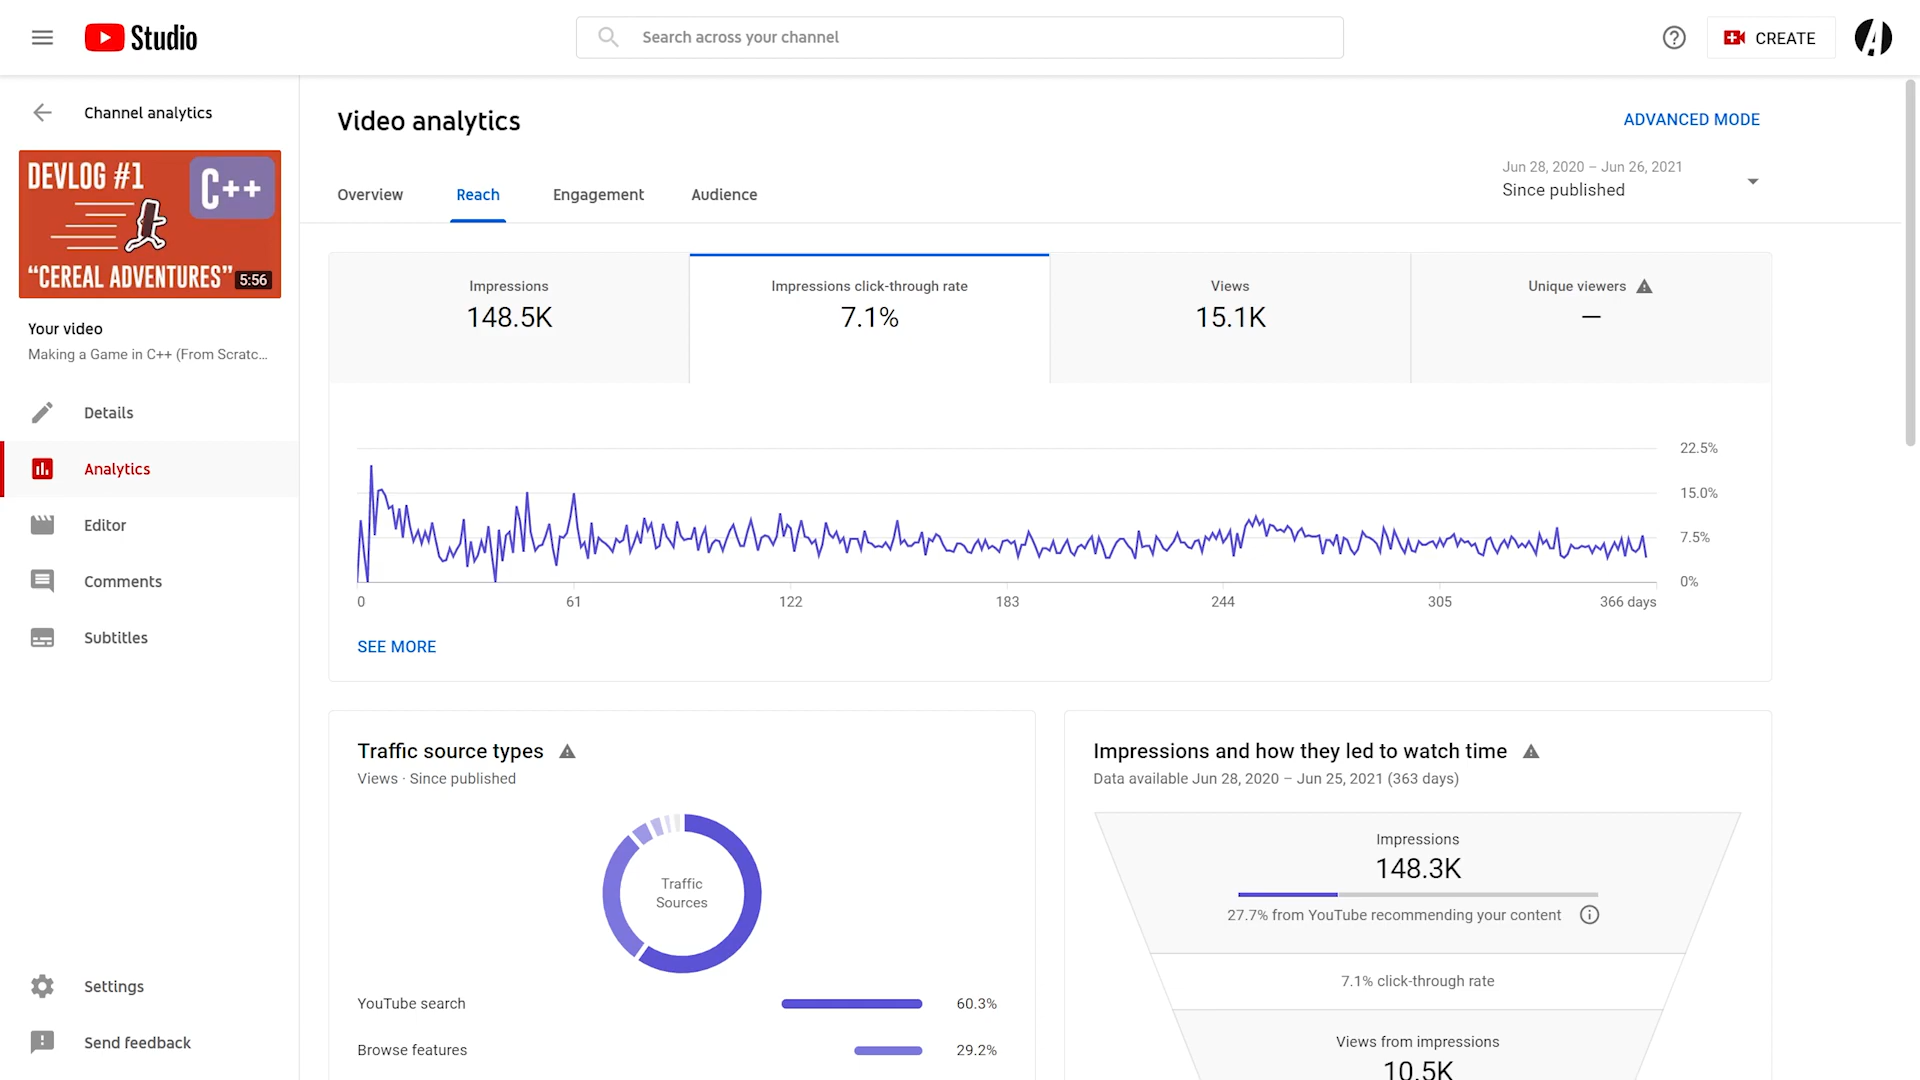 Studio
Search across your channel
CREATE
Channel analytics
DEVLOG #1
C++
"CEREAL ADVENTURES"
5:56
Your video
Making a Game in C++ (From Scratc...
Details
Analytics
Editor
Comments
Subtitles
Settings
Send feedback
Video analytics
ADVANCED MODE
Overview
Reach
Engagement
Audience
Jun 28, 2020 – Jun 26, 2021
Since published
Impressions
148.5K
Impressions click-through rate
7.1%
Views
15.1K
Unique viewers
—
22.5%
15.0%
7.5%
0%
0 61 122 183 244 305 366 days
SEE MORE
Traffic source types
Views · Since published
Traffic
Sources
YouTube search 60.3%
Browse features 29.2%
Impressions and how they led to watch time
Data available Jun 28, 2020 – Jun 25, 2021 (363 days)
Impressions
148.3K
27.7% from YouTube recommending your content
7.1% click-through rate
Views from impressions
10.5K